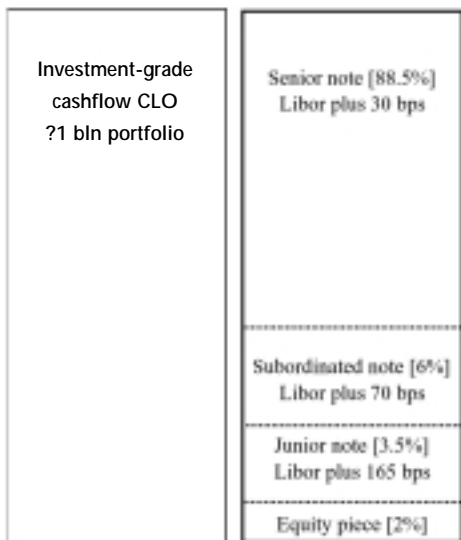 Investment-grade
cashflow CLO
?1 bln portfolio
Senior note [88.5%]
Libor plus 30 bps
Subordinated note [6%]
Libor plus 70 bps
Junior note [3.5%]
Libor plus 165 bps
Equity piece [2%]